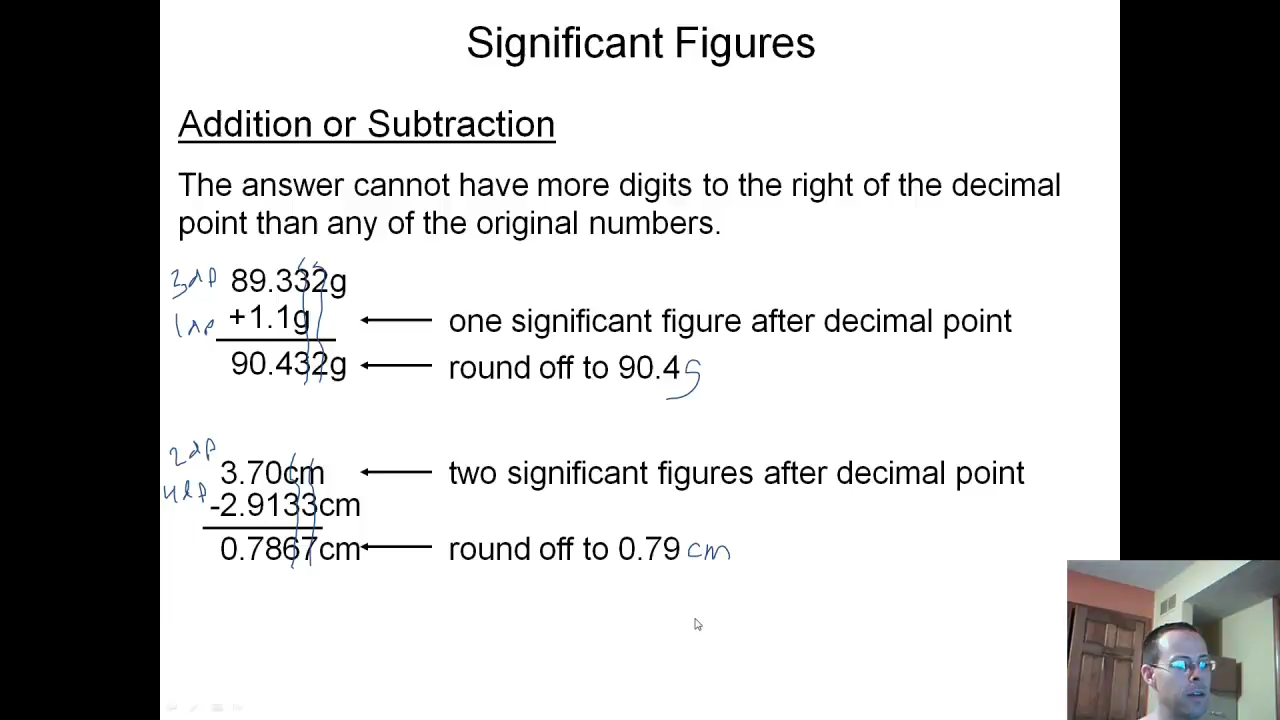 Significant Figures
Addition or Subtraction
The answer cannot have more digits to the right of the decimal
point than any of the original numbers.
3dp 89.332g
1dp +1.1g one significant figure after decimal point
90.432g round off to 90.4g
2dp
3.70cm two significant figures after decimal point
4dp -2.9133cm
0.7867cm round off to 0.79 cm